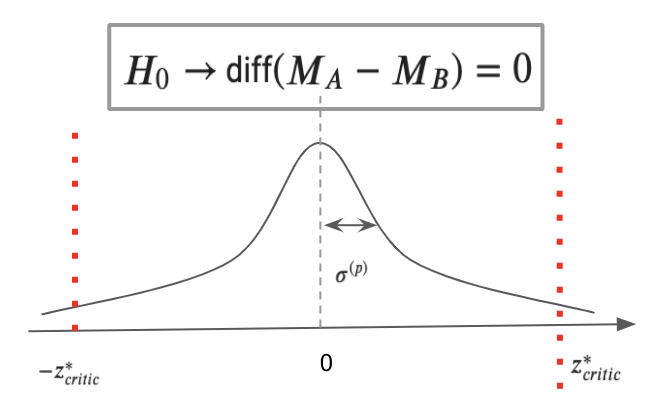 H₀ → diff(M_A − M_B) = 0
σ^(p)
−z*_critic
0
z*_critic